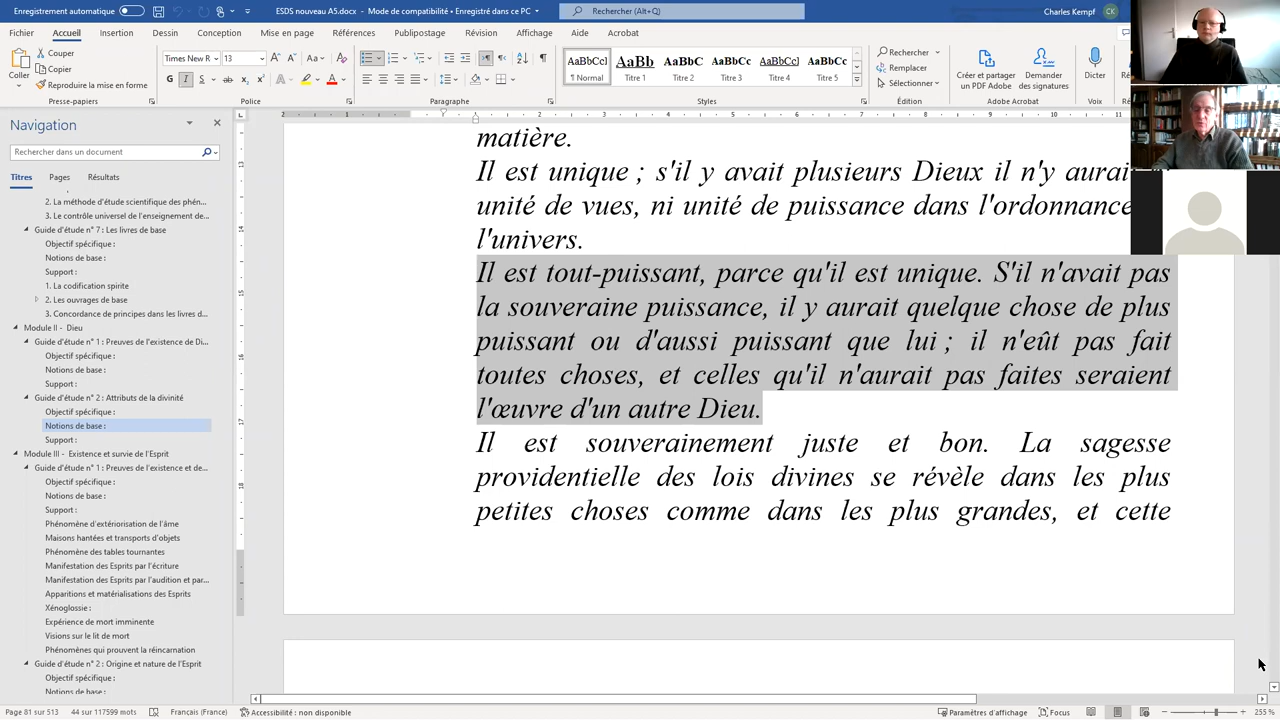 Enregistrement automatique
ESDS nouveau A5.docx - Mode de compatibilité • Enregistré dans ce PC
Rechercher (Alt+Q)
Charles Kempf
CK
Fichier Accueil Insertion Dessin Conception Mise en page Références Publipostage Révision Affichage Aide Acrobat
Coller
Couper
Copier
Reproduire la mise en forme
Presse-papiers
Times New R 13
G I S
Police
Paragraphe
AaBbCcI ¶ Normal
AaBb Titre 1
AaBbC Titre 2
AaBbCc Titre 3
AaBbCcI Titre 4
AaBbCc Titre 5
Styles
Rechercher
Remplacer
Sélectionner
Édition
Créer et partager un PDF Adobe
Demander des signatures
Adobe Acrobat
Dicter
Voix
Navigation
Rechercher dans un document
Titres Pages Résultats
2. La méthode d'étude scientifique des phén...
3. Le contrôle universel de l'enseignement de...
Guide d'étude n° 7 : Les livres de base
Objectif spécifique :
Notions de base :
Support :
1. La codification spirite
2. Les ouvrages de base
3. Concordance de principes dans les livres d...
Module II - Dieu
Guide d'étude n° 1 : Preuves de l'existence de Di...
Objectif spécifique :
Notions de base :
Support :
Guide d'étude n° 2 : Attributs de la divinité
Objectif spécifique :
Notions de base :
Support :
Module III - Existence et survie de l'Esprit
Guide d'étude n° 1 : Preuves de l'existence et de...
Objectif spécifique :
Notions de base :
Support :
Phénomène d'extériorisation de l'âme
Maisons hantées et transports d'objets
Phénomène des tables tournantes
Manifestation des Esprits par l'écriture
Manifestation des Esprits par l'audition et par...
Apparitions et matérialisations des Esprits
Xénoglossie :
Expérience de mort imminente
Visions sur le lit de mort
Phénomènes qui prouvent la réincarnation
Guide d'étude n° 2 : Origine et nature de l'Esprit
Objectif spécifique :
Notions de base :
matière.
Il est unique ; s'il y avait plusieurs Dieux il n'y aurai
unité de vues, ni unité de puissance dans l'ordonnance
l'univers.
Il est tout-puissant, parce qu'il est unique. S'il n'avait pas
la souveraine puissance, il y aurait quelque chose de plus
puissant ou d'aussi puissant que lui ; il n'eût pas fait
toutes choses, et celles qu'il n'aurait pas faites seraient
l'œuvre d'un autre Dieu.
Il est souverainement juste et bon. La sagesse
providentielle des lois divines se révèle dans les plus
petites choses comme dans les plus grandes, et cette
Page 81 sur 513 44 sur 117599 mots Français (France) Accessibilité : non disponible Paramètres d'affichage Focus 255 %